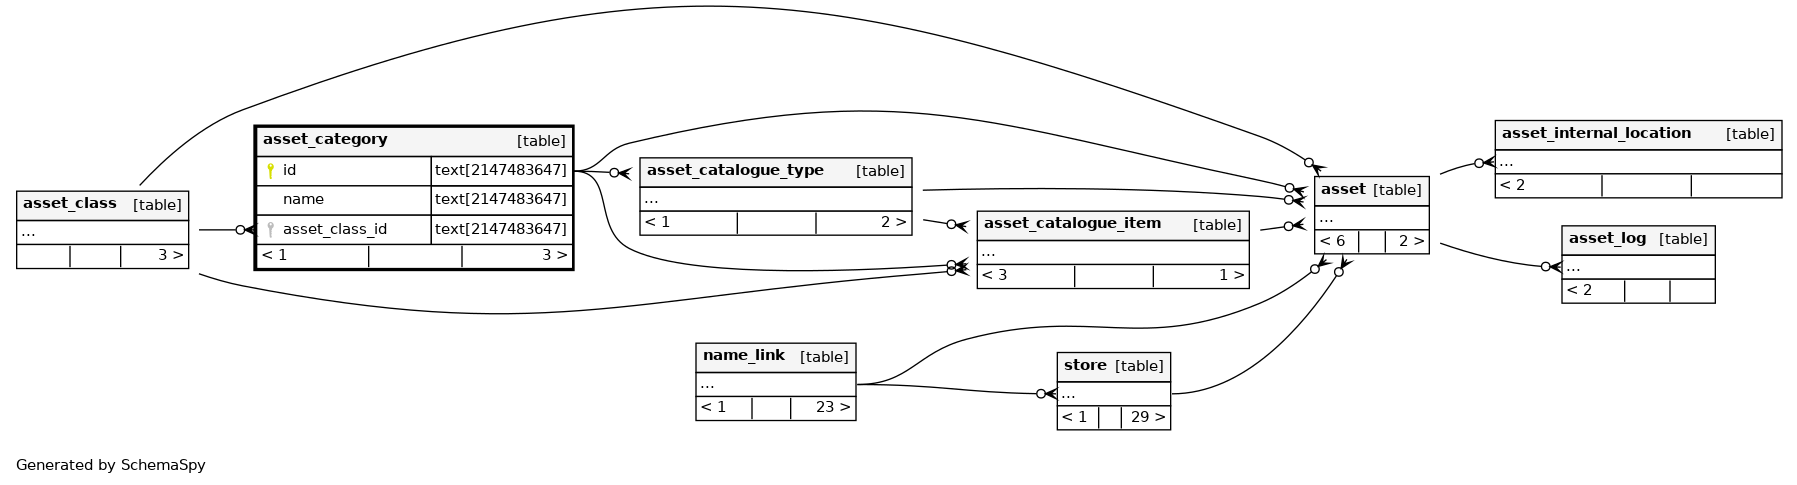 asset_class [table]
...
3 >
asset_category [table]
id text[2147483647]
name text[2147483647]
asset_class_id text[2147483647]
< 1 3 >
asset_catalogue_type [table]
...
< 1 2 >
asset_catalogue_item [table]
...
< 3 1 >
asset [table]
...
< 6 2 >
asset_internal_location [table]
...
< 2
asset_log [table]
...
< 2
name_link [table]
...
< 1 23 >
store [table]
...
< 1 29 >
Generated by SchemaSpy